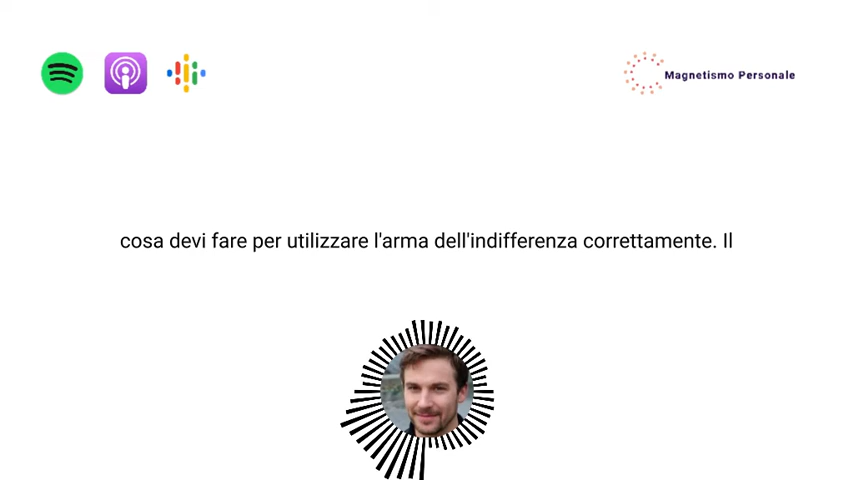 Magnetismo Personale
cosa devi fare per utilizzare l'arma dell'indifferenza correttamente. Il